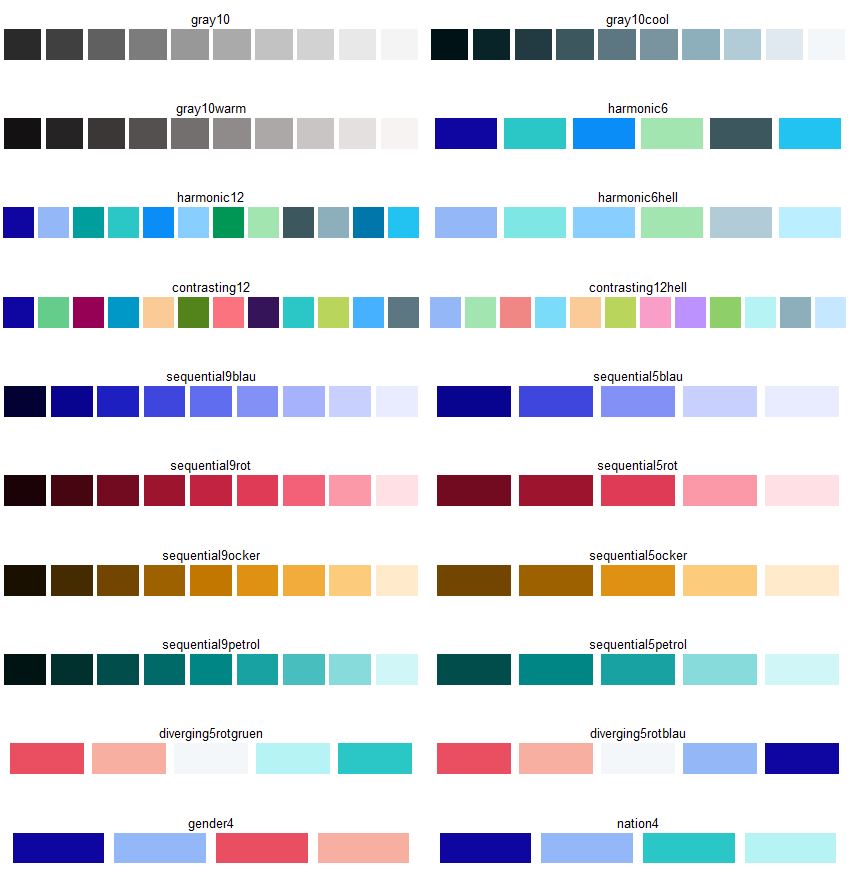 gray10
gray10cool
gray10warm
harmonic6
harmonic12
harmonic6hell
contrasting12
contrasting12hell
sequential9blau
sequential5blau
sequential9rot
sequential5rot
sequential9ocker
sequential5ocker
sequential9petrol
sequential5petrol
diverging5rotgruen
diverging5rotblau
gender4
nation4